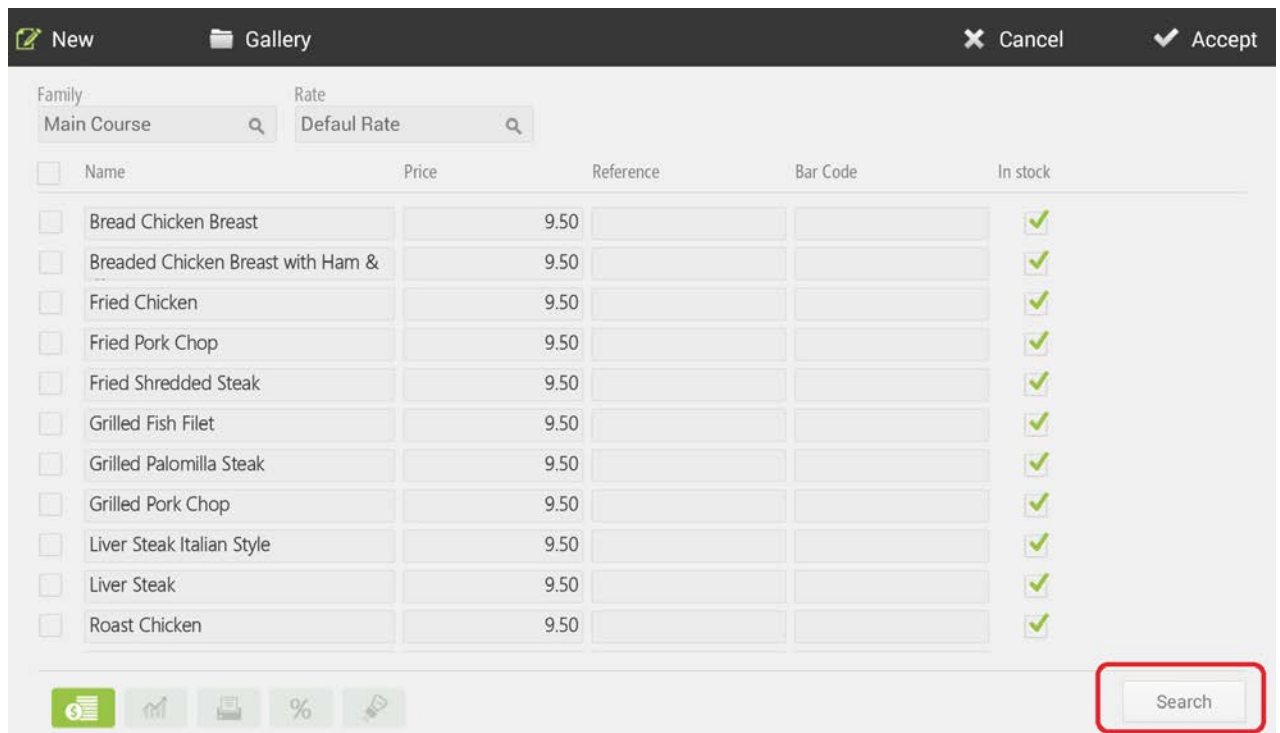 New Gallery Cancel Accept
Family Rate
Main Course Defaul Rate
Name Price Reference Bar Code In stock
Bread Chicken Breast 9.50
Breaded Chicken Breast with Ham & 9.50
Fried Chicken 9.50
Fried Pork Chop 9.50
Fried Shredded Steak 9.50
Grilled Fish Filet 9.50
Grilled Palomilla Steak 9.50
Grilled Pork Chop 9.50
Liver Steak Italian Style 9.50
Liver Steak 9.50
Roast Chicken 9.50
$ % Search